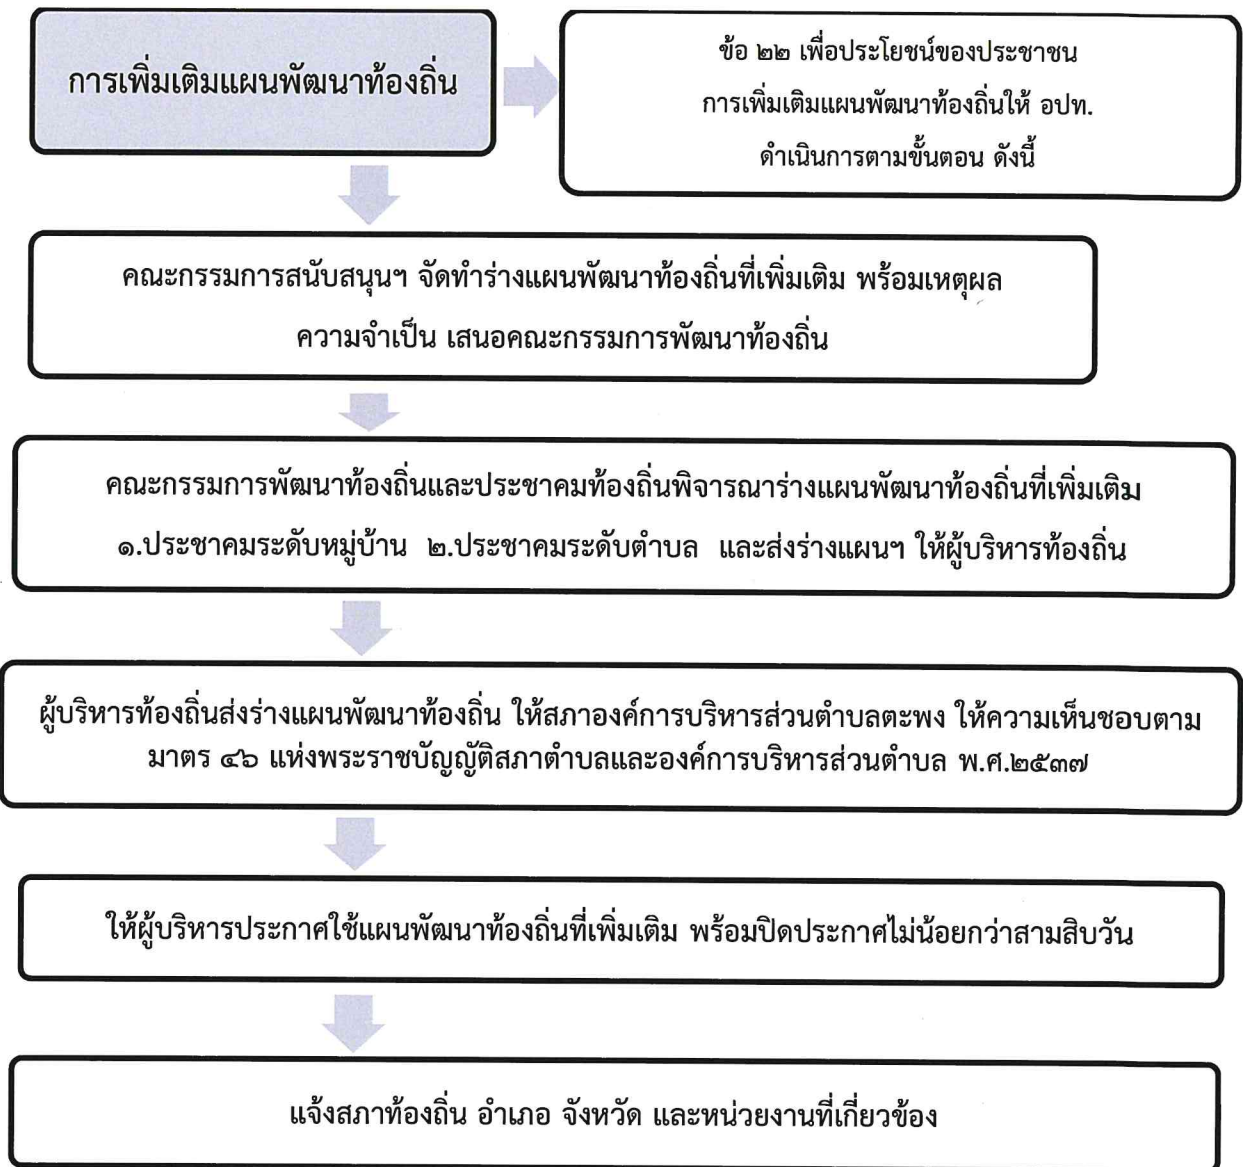 การเพิ่มเติมแผนพัฒนาท้องถิ่น
ข้อ ๒๒ เพื่อประโยชน์ของประชาชน
การเพิ่มเติมแผนพัฒนาท้องถิ่นให้ อปท.
ดำเนินการตามขั้นตอน ดังนี้
คณะกรรมการสนับสนุนฯ จัดทำร่างแผนพัฒนาท้องถิ่นที่เพิ่มเติม พร้อมเหตุผล
ความจำเป็น เสนอคณะกรรมการพัฒนาท้องถิ่น
คณะกรรมการพัฒนาท้องถิ่นและประชาคมท้องถิ่นพิจารณาร่างแผนพัฒนาท้องถิ่นที่เพิ่มเติม
๑.ประชาคมระดับหมู่บ้าน ๒.ประชาคมระดับตำบล และส่งร่างแผนฯ ให้ผู้บริหารท้องถิ่น
ผู้บริหารท้องถิ่นส่งร่างแผนพัฒนาท้องถิ่น ให้สภาองค์การบริหารส่วนตำบลตะพง ให้ความเห็นชอบตาม
มาตร ๔๖ แห่งพระราชบัญญัติสภาตำบลและองค์การบริหารส่วนตำบล พ.ศ.๒๕๓๗
ให้ผู้บริหารประกาศใช้แผนพัฒนาท้องถิ่นที่เพิ่มเติม พร้อมปิดประกาศไม่น้อยกว่าสามสิบวัน
แจ้งสภาท้องถิ่น อำเภอ จังหวัด และหน่วยงานที่เกี่ยวข้อง